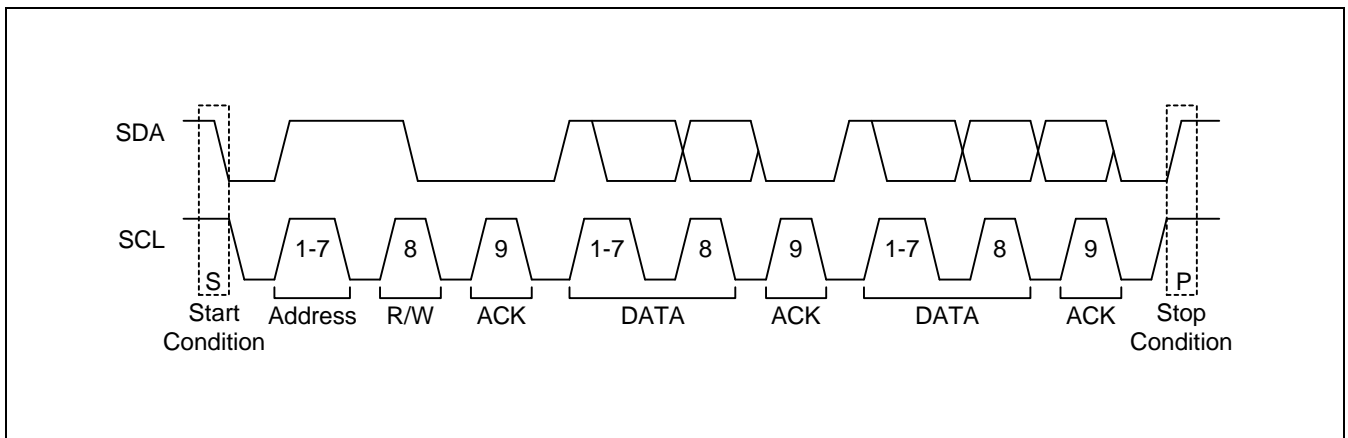 SDA
SCL
1-7 8 9 1-7 8 9 1-7 8 9
S P
Start Condition
Address
R/W
ACK
DATA
ACK
DATA
ACK
Stop Condition